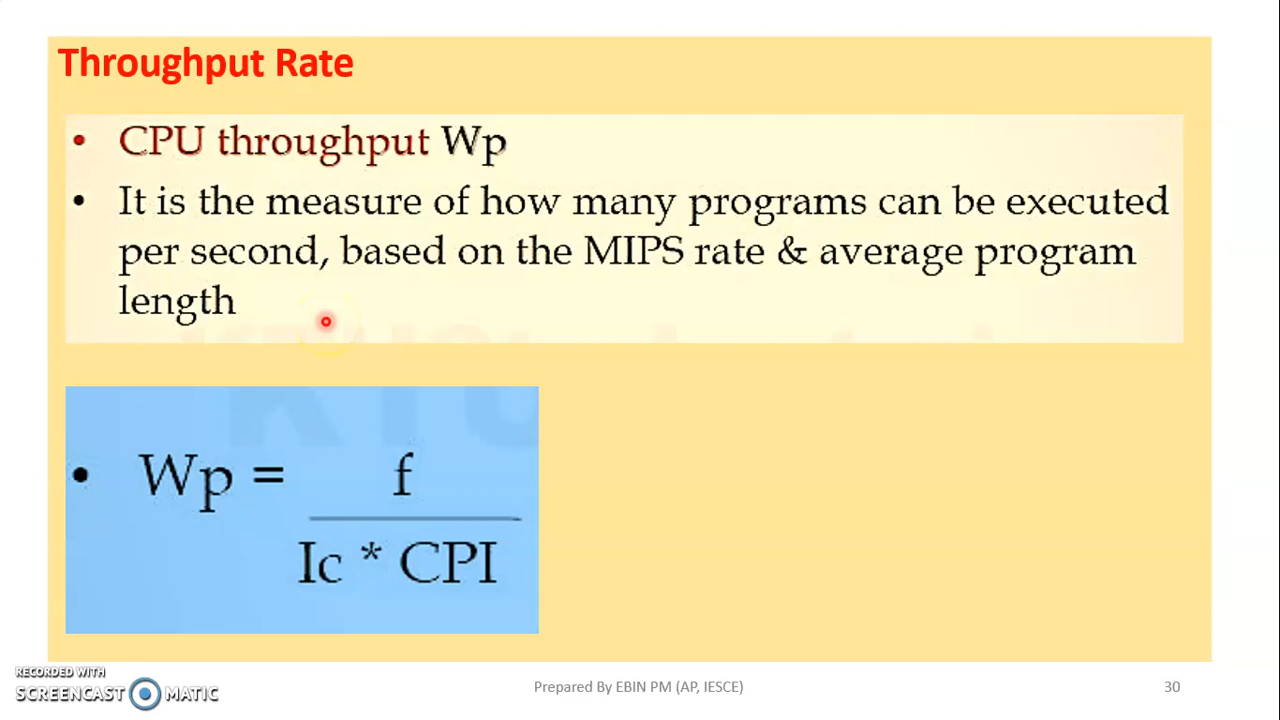 Throughput Rate
• CPU throughput Wp
• It is the measure of how many programs can be executed
per second, based on the MIPS rate & average program
length
• Wp = f
Ic * CPI
RECORDED WITH
SCREENCAST MATIC
Prepared By EBIN PM (AP, IESCE)
30